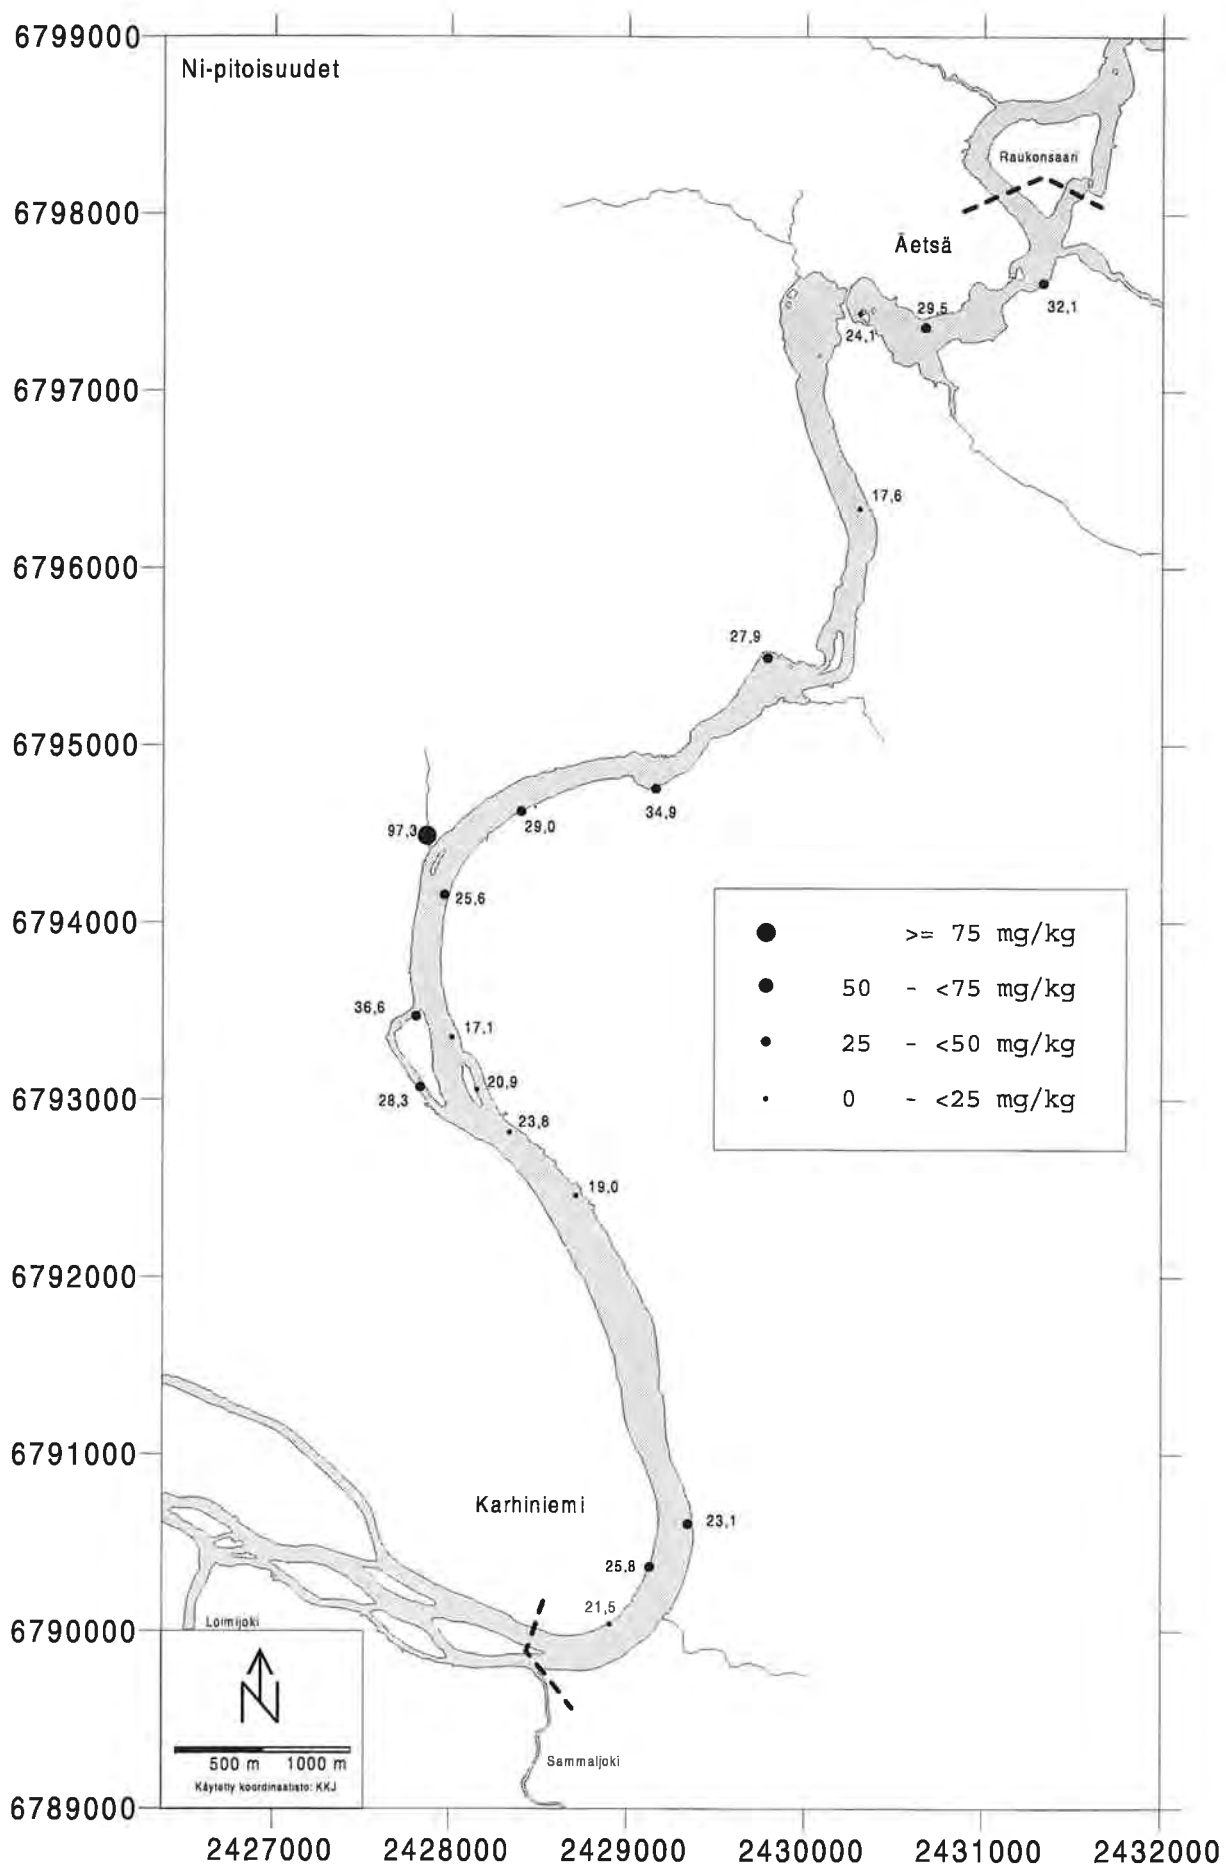 6799000
Ni-pitoisuudet
Raukonsaari
6798000
Äetsä
29,5
32,1
24,1
6797000
17,6
6796000
27,9
6795000
34,9
29,0
97,3
25,6
>= 75 mg/kg
6794000
50 - <75 mg/kg
36,6
17,1
25 - <50 mg/kg
20,9
6793000
28,3
0 - <25 mg/kg
23,8
19,0
6792000
6791000
Karhiniemi
23,1
25,8
21,5
6790000
Loimijoki
N
500 m 1000 m
Sammaljoki
Käytetty koordinaatisto: KKJ
6789000
2427000 2428000 2429000 2430000 2431000 2432000